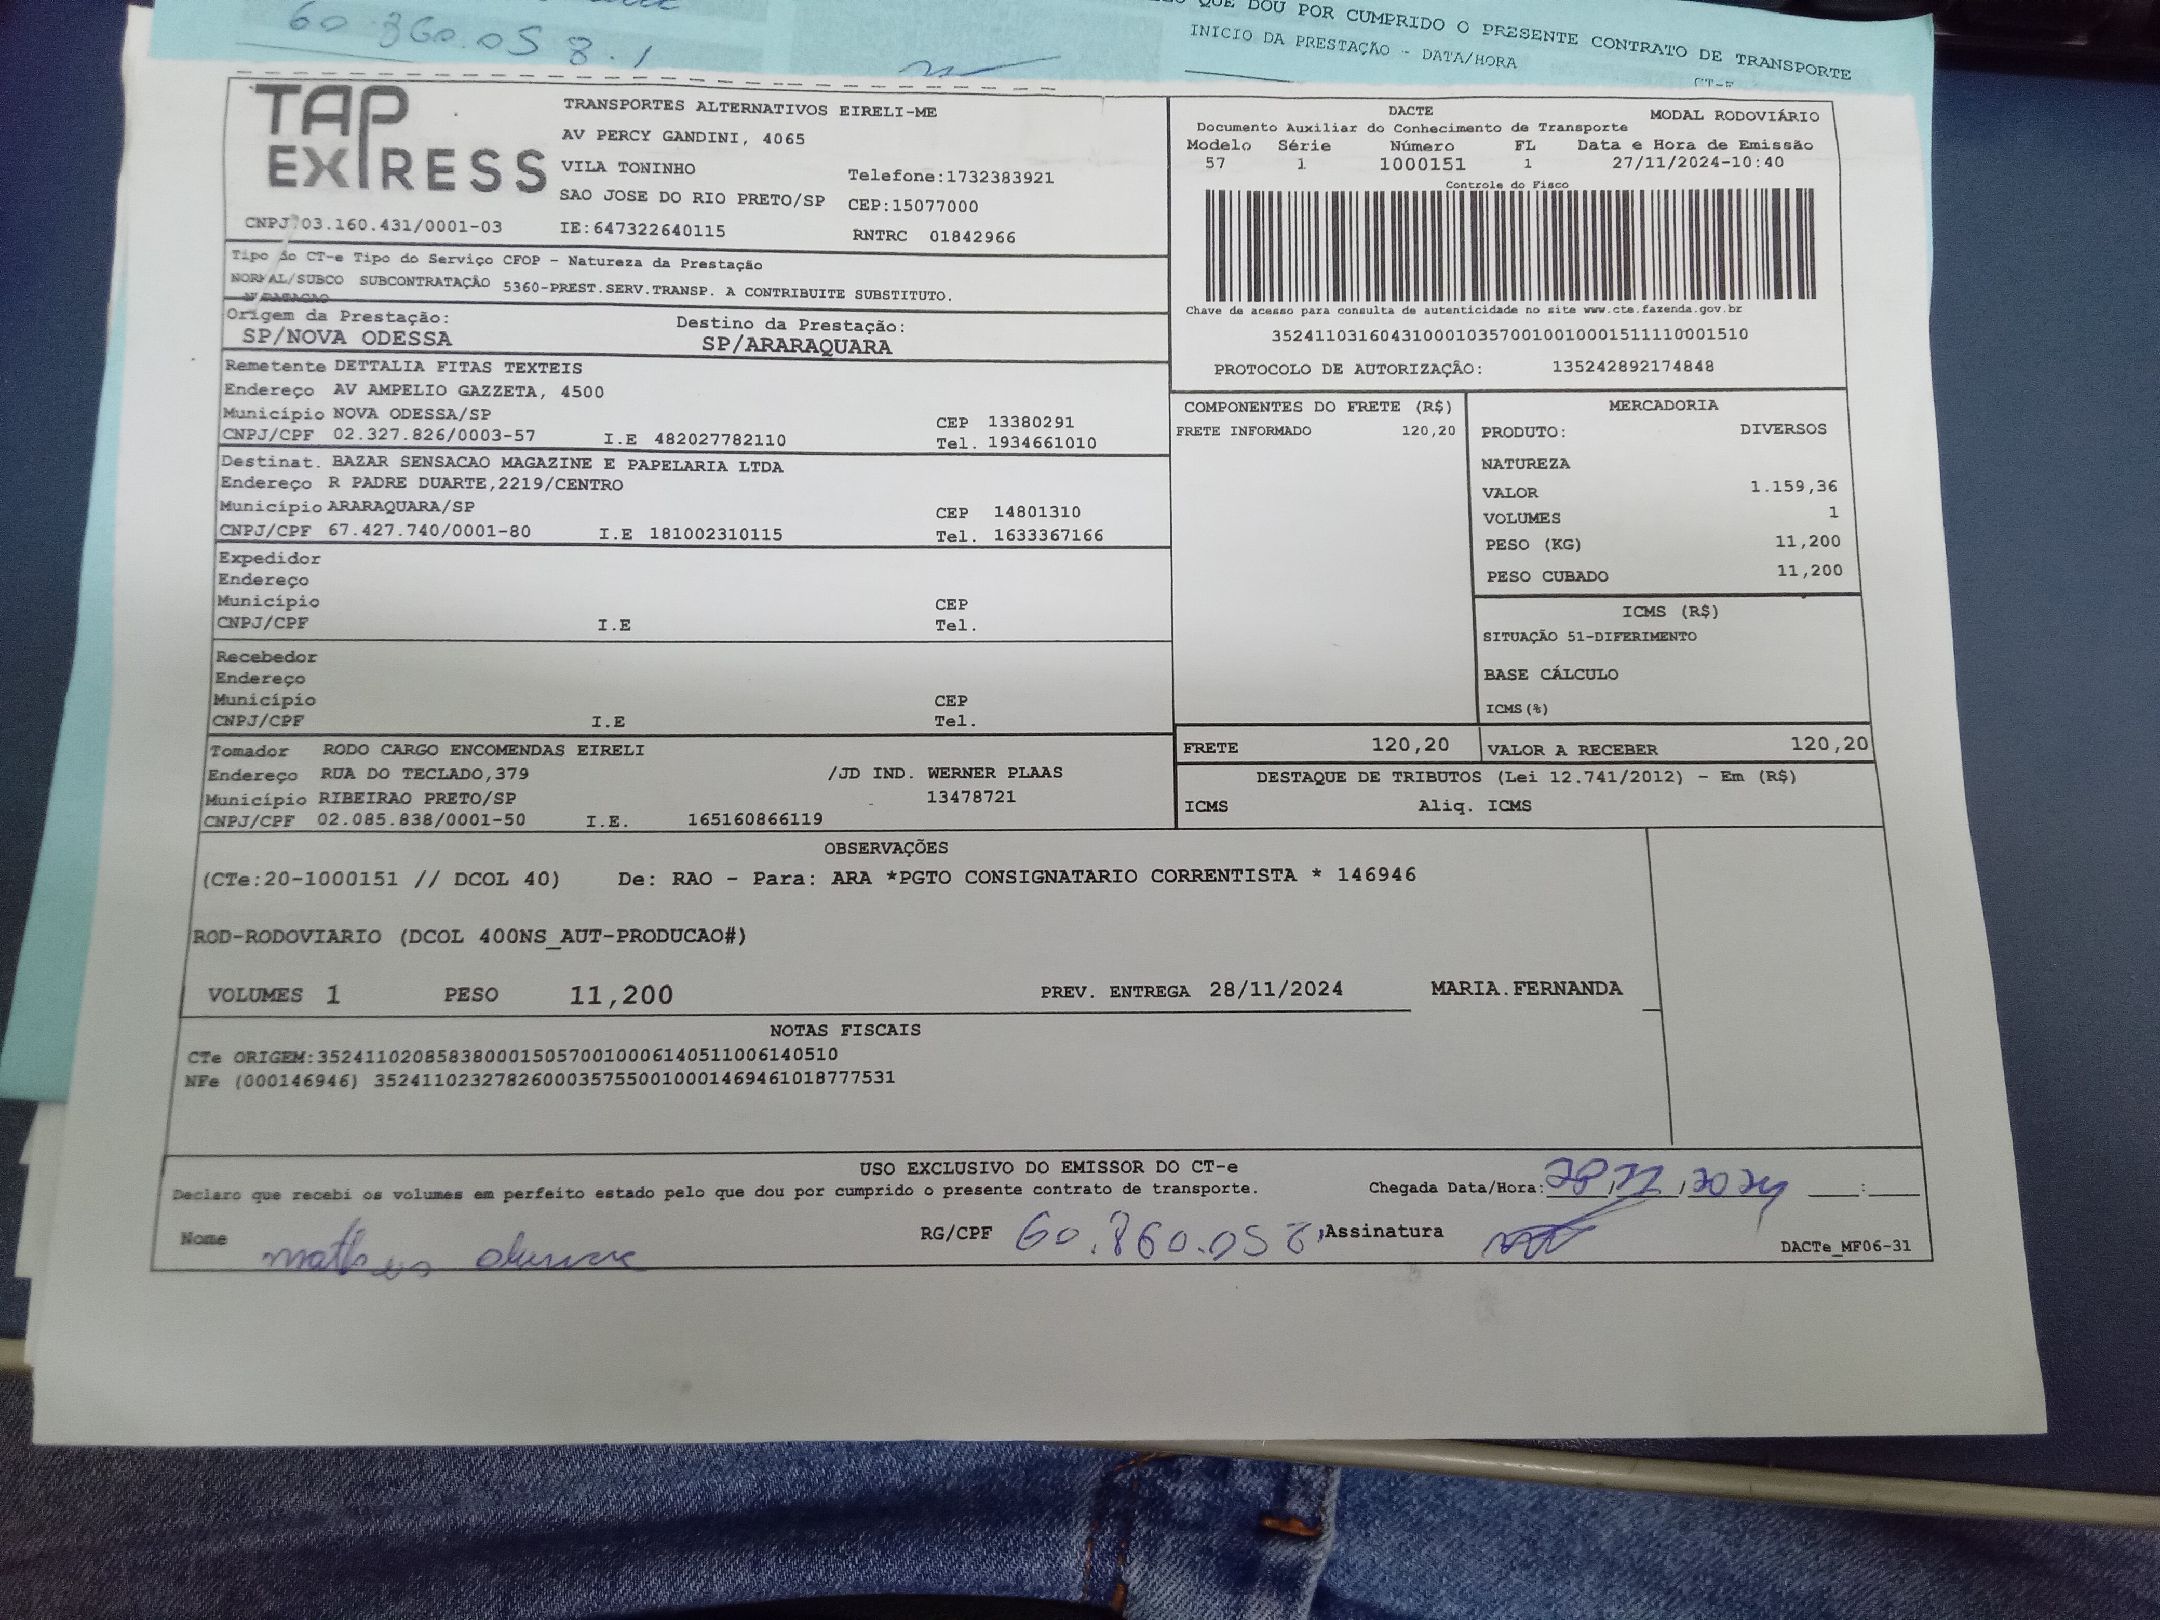 60.860.058.1
QUE DOU POR CUMPRIDO O PRESENTE CONTRATO DE TRANSPORTE
INICIO DA PRESTAÇÃO - DATA/HORA
CT-E
TAP EXPRESS
TRANSPORTES ALTERNATIVOS EIRELI-ME
AV PERCY GANDINI, 4065
VILA TONINHO
Telefone:1732383921
SAO JOSE DO RIO PRETO/SP CEP:15077000
CNPJ 03.160.431/0001-03 IE:647322640115 RNTRC 01842966
DACTE MODAL RODOVIÁRIO
Documento Auxiliar do Conhecimento de Transporte
Modelo Série Número FL Data e Hora de Emissão
57 1 1000151 1 27/11/2024-10:40
Controle do Fisco
Chave de acesso para consulta de autenticidade no site www.cte.fazenda.gov.br
35241103160431000103570010010001511110001510
PROTOCOLO DE AUTORIZAÇÃO: 135242892174848
Tipo do CT-e Tipo do Serviço CFOP - Natureza da Prestação
NORMAL/SUBCO SUBCONTRATAÇÃO 5360-PREST.SERV.TRANSP. A CONTRIBUITE SUBSTITUTO.
Origem da Prestação: Destino da Prestação:
SP/NOVA ODESSA SP/ARARAQUARA
Remetente DETTALIA FITAS TEXTEIS
Endereço AV AMPELIO GAZZETA, 4500
Município NOVA ODESSA/SP CEP 13380291
CNPJ/CPF 02.327.826/0003-57 I.E 482027782110 Tel. 1934661010
Destinat. BAZAR SENSACAO MAGAZINE E PAPELARIA LTDA
Endereço R PADRE DUARTE,2219/CENTRO
Município ARARAQUARA/SP CEP 14801310
CNPJ/CPF 67.427.740/0001-80 I.E 181002310115 Tel. 1633367166
Expedidor
Endereço
Município CEP
CNPJ/CPF I.E Tel.
Recebedor
Endereço
Município CEP
CNPJ/CPF I.E Tel.
Tomador RODO CARGO ENCOMENDAS EIRELI
Endereço RUA DO TECLADO,379 /JD IND. WERNER PLAAS
Município RIBEIRAO PRETO/SP 13478721
CNPJ/CPF 02.085.838/0001-50 I.E. 165160866119
COMPONENTES DO FRETE (R$)
FRETE INFORMADO 120,20
MERCADORIA
PRODUTO: DIVERSOS
NATUREZA
VALOR 1.159,36
VOLUMES 1
PESO (KG) 11,200
PESO CUBADO 11,200
ICMS (R$)
SITUAÇÃO 51-DIFERIMENTO
BASE CÁLCULO
ICMS(%)
FRETE 120,20 VALOR A RECEBER 120,20
DESTAQUE DE TRIBUTOS (Lei 12.741/2012) - Em (R$)
ICMS Aliq. ICMS
OBSERVAÇÕES
(CTe:20-1000151 // DCOL 40) De: RAO - Para: ARA *PGTO CONSIGNATARIO CORRENTISTA * 146946
ROD-RODOVIARIO (DCOL 400NS_AUT-PRODUCAO#)
VOLUMES 1 PESO 11,200 PREV. ENTREGA 28/11/2024 MARIA.FERNANDA
NOTAS FISCAIS
CTe ORIGEM:35241102085838000150570010006140511006140510
NFe (000146946) 35241102327826000357550010001469461018777531
USO EXCLUSIVO DO EMISSOR DO CT-e
Declaro que recebi os volumes em perfeito estado pelo que dou por cumprido o presente contrato de transporte. Chegada Data/Hora: 28/11/2024 :
Nome matheus RG/CPF 60.860.058, Assinatura
DACTe_MF06-31